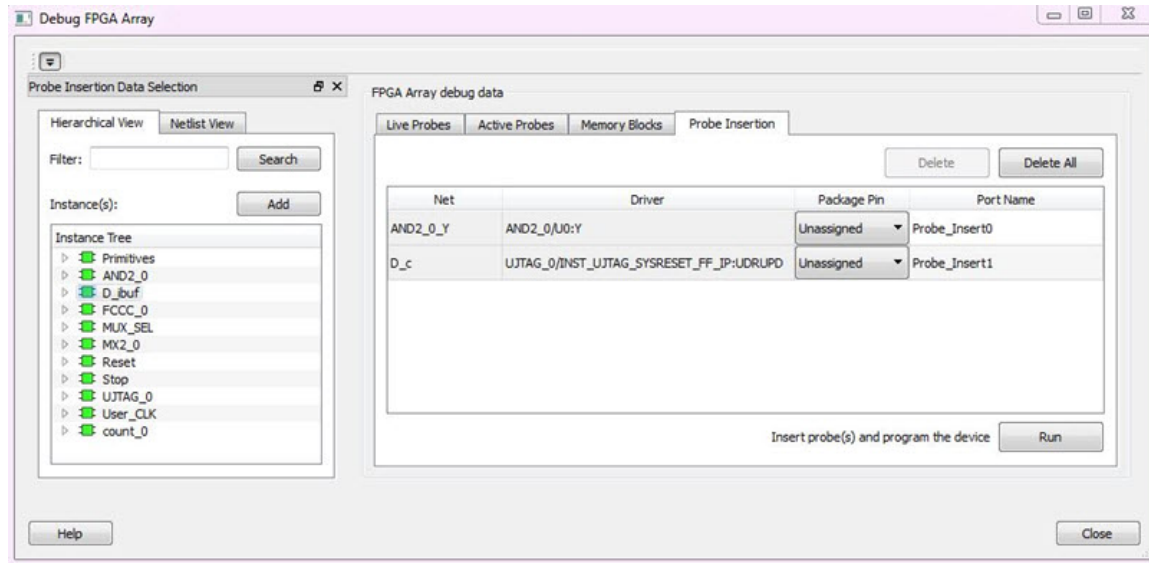 Debug FPGA Array
Probe Insertion Data Selection
Hierarchical View Netlist View
Filter: Search
Instance(s): Add
Instance Tree
Primitives
AND2_0
D_ibuf
FCCC_0
MUX_SEL
MX2_0
Reset
Stop
UJTAG_0
User_CLK
count_0
FPGA Array debug data
Live Probes Active Probes Memory Blocks Probe Insertion
Delete Delete All
Net Driver Package Pin Port Name
AND2_0_Y AND2_0/U0:Y Unassigned Probe_Insert0
D_c UJTAG_0/INST_UJTAG_SYSRESET_FF_IP:UDRUPD Unassigned Probe_Insert1
Insert probe(s) and program the device Run
Help Close